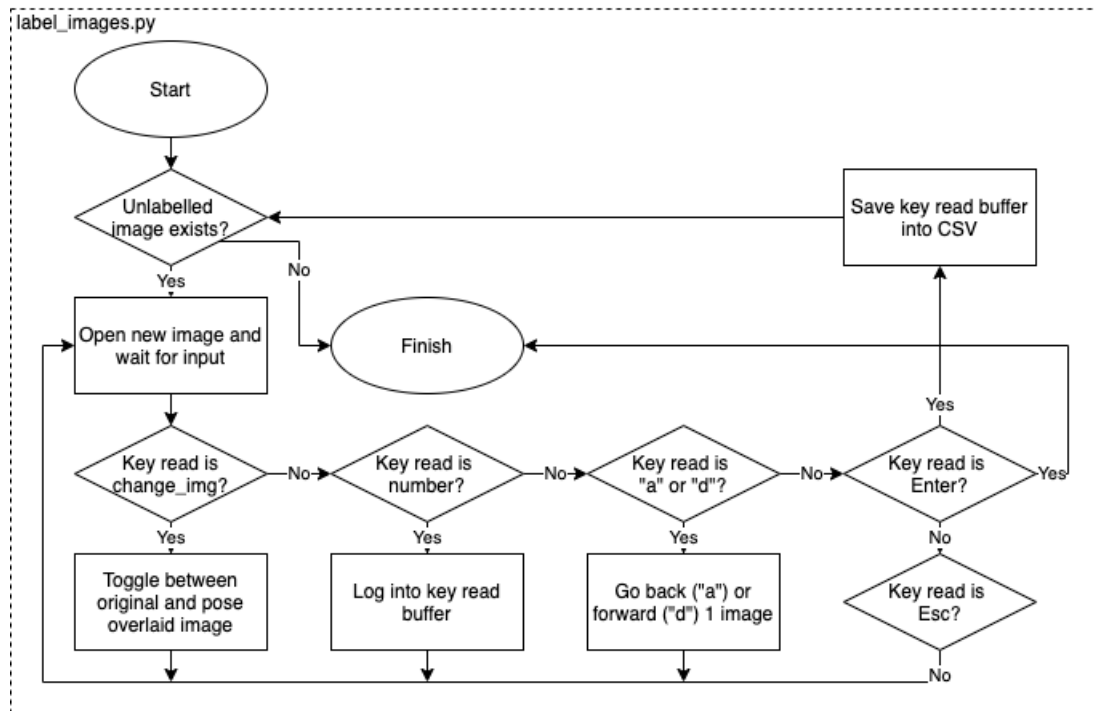 label_images.py
Start
Unlabelled
image exists?
Save key read buffer
into CSV
No
Yes
Open new image and
wait for input
Finish
Yes
Key read is
change_img?
No
Key read is
number?
No
Key read is
"a" or "d"?
No
Key read is
Enter?
Yes
Yes
Yes
Yes
No
Toggle between
original and pose
overlaid image
Log into key read
buffer
Go back ("a") or
forward ("d") 1 image
Key read is
Esc?
No